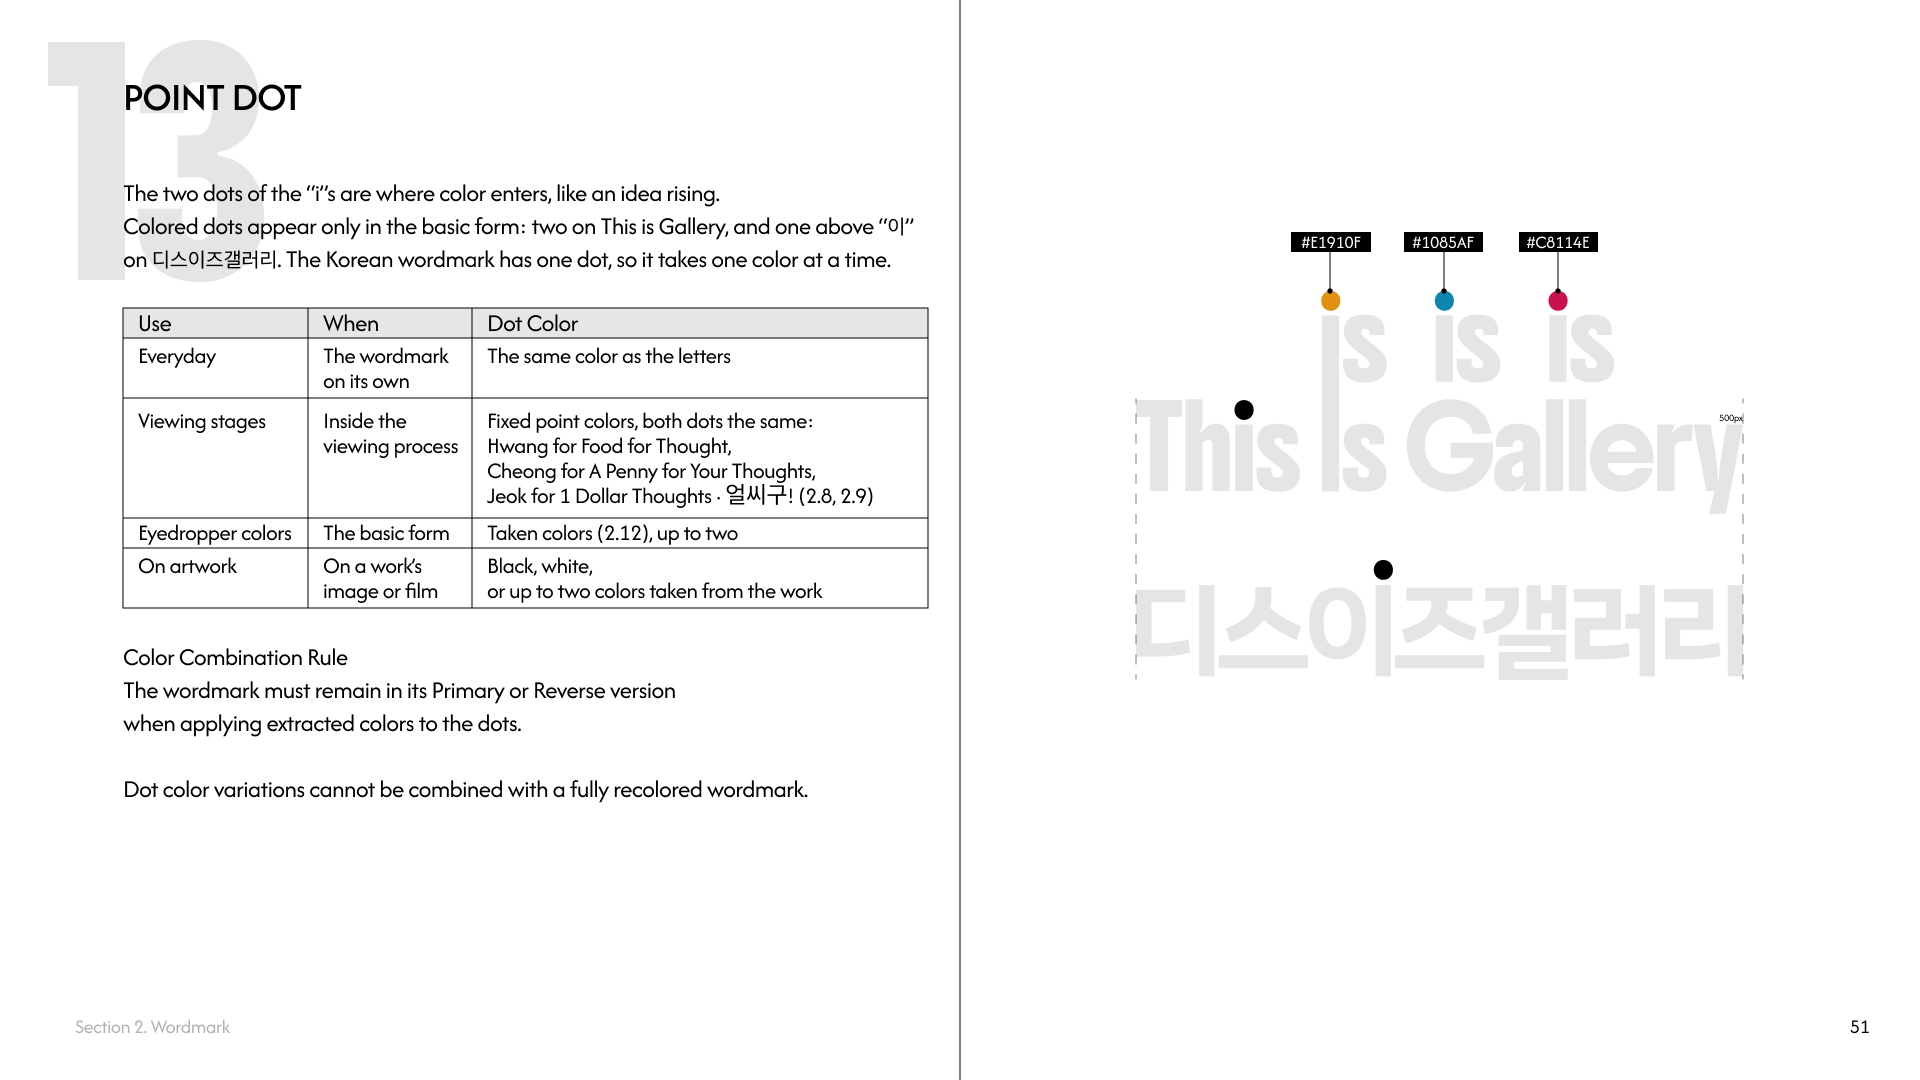 13
POINT DOT
The two dots of the “i”s are where color enters, like an idea rising.
Colored dots appear only in the basic form: two on This is Gallery, and one above “이”
on 디스이즈갤러리. The Korean wordmark has one dot, so it takes one color at a time.
Use When Dot Color
Everyday The wordmark The same color as the letters
on its own
Viewing stages Inside the Fixed point colors, both dots the same:
viewing process Hwang for Food for Thought,
Cheong for A Penny for Your Thoughts,
Jeok for 1 Dollar Thoughts · 얼씨구! (2.8, 2.9)
Eyedropper colors The basic form Taken colors (2.12), up to two
On artwork On a work’s Black, white,
image or film or up to two colors taken from the work
Color Combination Rule
The wordmark must remain in its Primary or Reverse version
when applying extracted colors to the dots.
Dot color variations cannot be combined with a fully recolored wordmark.
Section 2. Wordmark
#E1910F #1085AF #C8114E
is is is
This is Gallery
500px
디스이즈갤러리
51